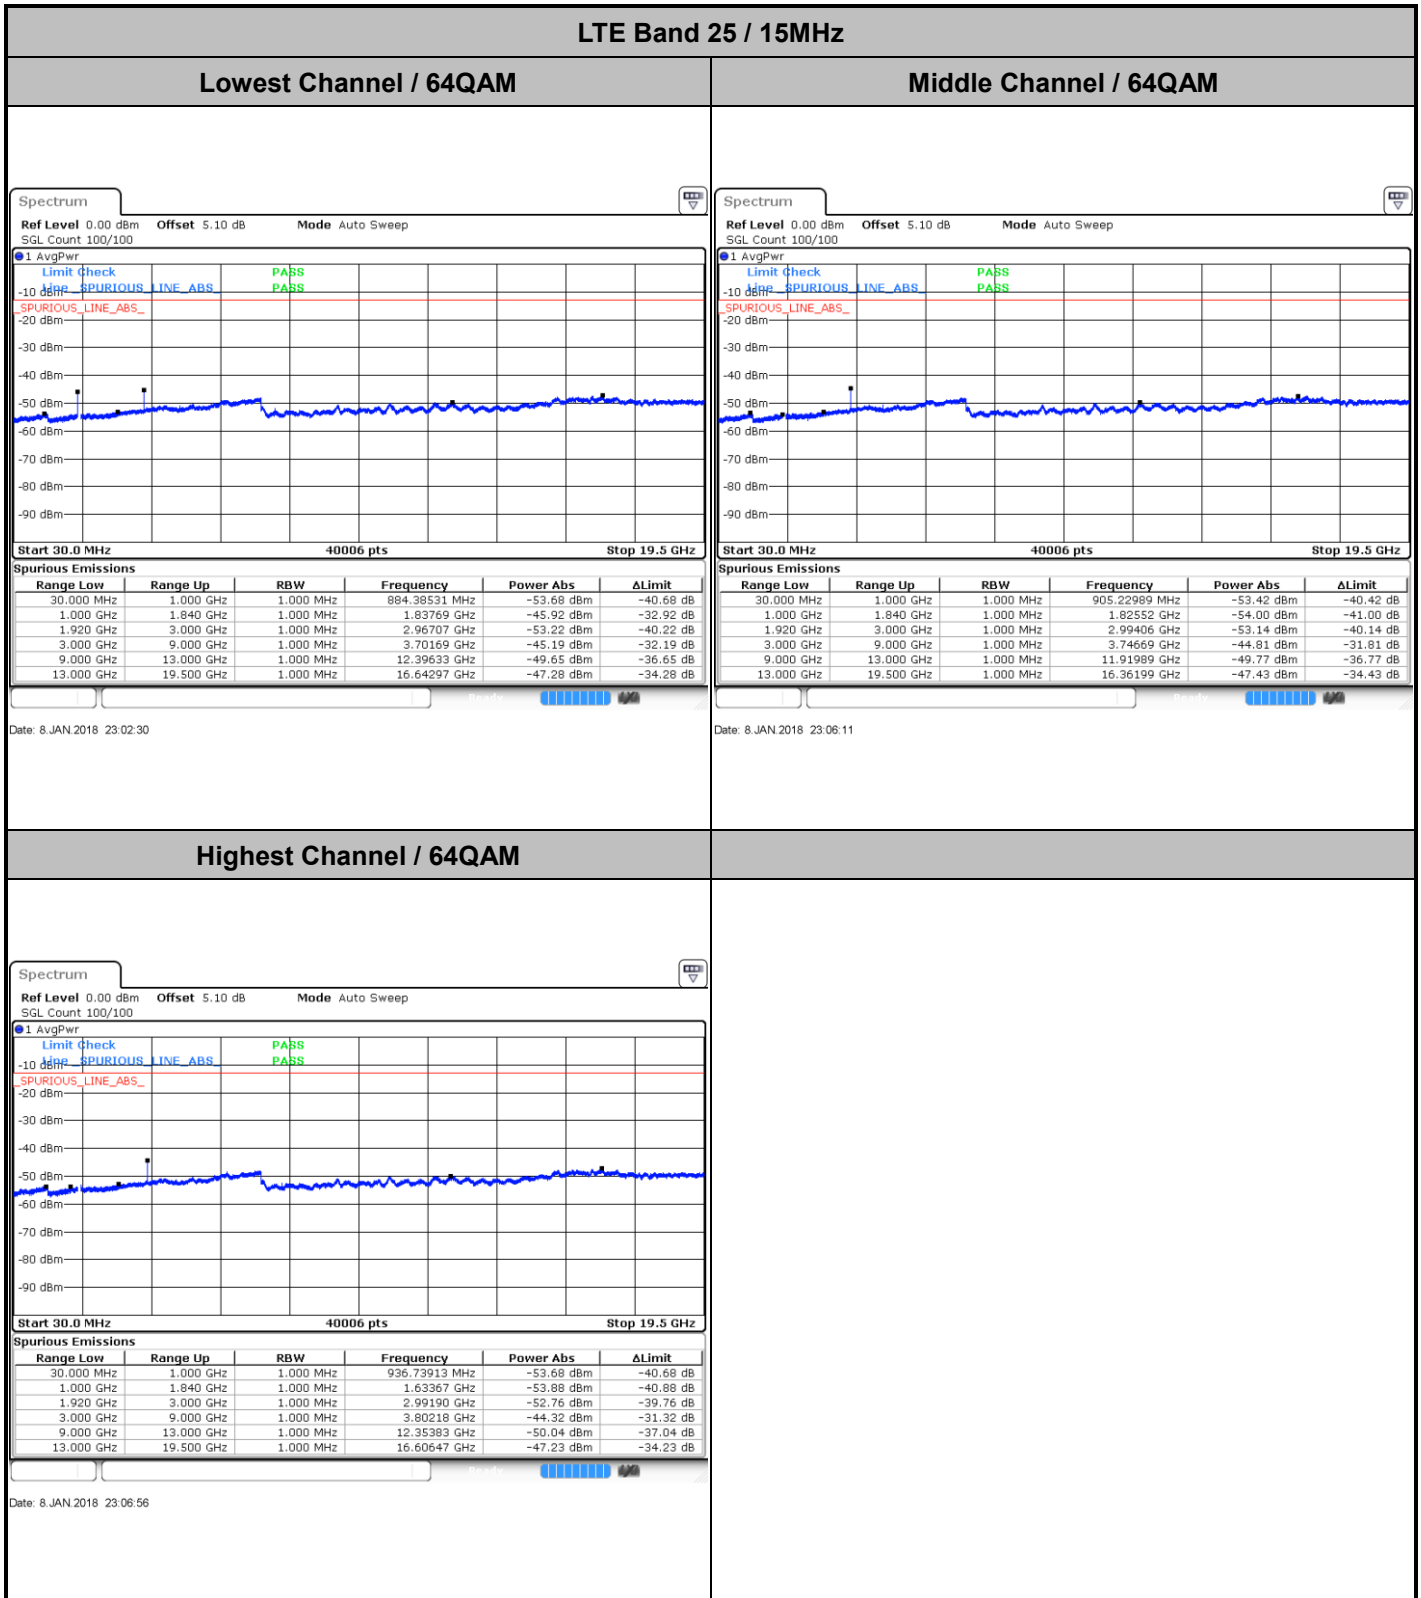 LTE Band 25 / 15MHz
Lowest Channel / 64QAM
Middle Channel / 64QAM
Spectrum
Ref Level 0.00 dBm Offset 5.10 dB Mode Auto Sweep
SGL Count 100/100
1 AvgPwr
Limit Check PASS
Line _SPURIOUS_LINE_ABS_ PASS
-10 dBm
_SPURIOUS_LINE_ABS_
-20 dBm
-30 dBm
-40 dBm
-50 dBm
-60 dBm
-70 dBm
-80 dBm
-90 dBm
Start 30.0 MHz 40006 pts Stop 19.5 GHz
Spurious Emissions
Range Low Range Up RBW Frequency Power Abs ΔLimit
30.000 MHz 1.000 GHz 1.000 MHz 884.38531 MHz -53.68 dBm -40.68 dB
1.000 GHz 1.840 GHz 1.000 MHz 1.83769 GHz -45.92 dBm -32.92 dB
1.920 GHz 3.000 GHz 1.000 MHz 2.96707 GHz -53.22 dBm -40.22 dB
3.000 GHz 9.000 GHz 1.000 MHz 3.70169 GHz -45.19 dBm -32.19 dB
9.000 GHz 13.000 GHz 1.000 MHz 12.39633 GHz -49.65 dBm -36.65 dB
13.000 GHz 19.500 GHz 1.000 MHz 16.64297 GHz -47.28 dBm -34.28 dB
Ready
Date: 8.JAN.2018 23:02:30
Spectrum
Ref Level 0.00 dBm Offset 5.10 dB Mode Auto Sweep
SGL Count 100/100
1 AvgPwr
Limit Check PASS
Line _SPURIOUS_LINE_ABS_ PASS
-10 dBm
_SPURIOUS_LINE_ABS_
-20 dBm
-30 dBm
-40 dBm
-50 dBm
-60 dBm
-70 dBm
-80 dBm
-90 dBm
Start 30.0 MHz 40006 pts Stop 19.5 GHz
Spurious Emissions
Range Low Range Up RBW Frequency Power Abs ΔLimit
30.000 MHz 1.000 GHz 1.000 MHz 905.22989 MHz -53.42 dBm -40.42 dB
1.000 GHz 1.840 GHz 1.000 MHz 1.82552 GHz -54.00 dBm -41.00 dB
1.920 GHz 3.000 GHz 1.000 MHz 2.99406 GHz -53.14 dBm -40.14 dB
3.000 GHz 9.000 GHz 1.000 MHz 3.74669 GHz -44.81 dBm -31.81 dB
9.000 GHz 13.000 GHz 1.000 MHz 11.91989 GHz -49.77 dBm -36.77 dB
13.000 GHz 19.500 GHz 1.000 MHz 16.36199 GHz -47.43 dBm -34.43 dB
Ready
Date: 8.JAN.2018 23:06:11
Highest Channel / 64QAM
Spectrum
Ref Level 0.00 dBm Offset 5.10 dB Mode Auto Sweep
SGL Count 100/100
1 AvgPwr
Limit Check PASS
Line _SPURIOUS_LINE_ABS_ PASS
-10 dBm
_SPURIOUS_LINE_ABS_
-20 dBm
-30 dBm
-40 dBm
-50 dBm
-60 dBm
-70 dBm
-80 dBm
-90 dBm
Start 30.0 MHz 40006 pts Stop 19.5 GHz
Spurious Emissions
Range Low Range Up RBW Frequency Power Abs ΔLimit
30.000 MHz 1.000 GHz 1.000 MHz 936.73913 MHz -53.68 dBm -40.68 dB
1.000 GHz 1.840 GHz 1.000 MHz 1.63367 GHz -53.88 dBm -40.88 dB
1.920 GHz 3.000 GHz 1.000 MHz 2.99190 GHz -52.76 dBm -39.76 dB
3.000 GHz 9.000 GHz 1.000 MHz 3.80218 GHz -44.32 dBm -31.32 dB
9.000 GHz 13.000 GHz 1.000 MHz 12.35383 GHz -50.04 dBm -37.04 dB
13.000 GHz 19.500 GHz 1.000 MHz 16.60647 GHz -47.23 dBm -34.23 dB
Ready
Date: 8.JAN.2018 23:06:56